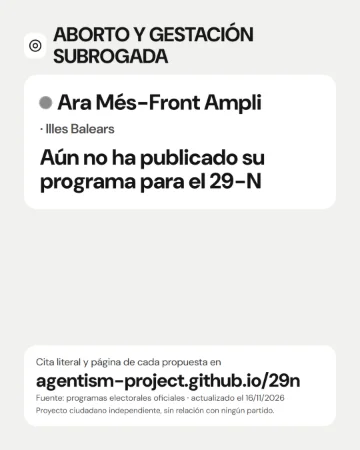 ABORTO Y GESTACIÓN
SUBROGADA
Ara Més-Front Ampli
· Illes Balears
Aún no ha publicado su
programa para el 29-N
Cita literal y página de cada propuesta en
agentism-project.github.io/29n
Fuente: programas electorales oficiales · actualizado el 16/11/2026
Proyecto ciudadano independiente, sin relación con ningún partido.